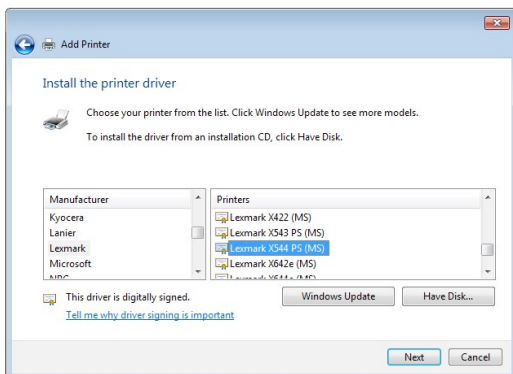 Add Printer
Install the printer driver
Choose your printer from the list. Click Windows Update to see more models.
To install the driver from an installation CD, click Have Disk.
Manufacturer
Kyocera
Lanier
Lexmark
Microsoft
Printers
Lexmark X422 (MS)
Lexmark X543 PS (MS)
Lexmark X544 PS (MS)
Lexmark X642e (MS)
This driver is digitally signed.
Tell me why driver signing is important
Windows Update
Have Disk...
Next
Cancel